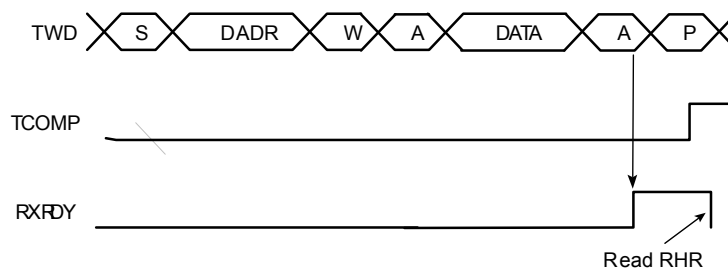 TWD S DADR W A DATA A P
TCOMP
RXRDY
Read RHR